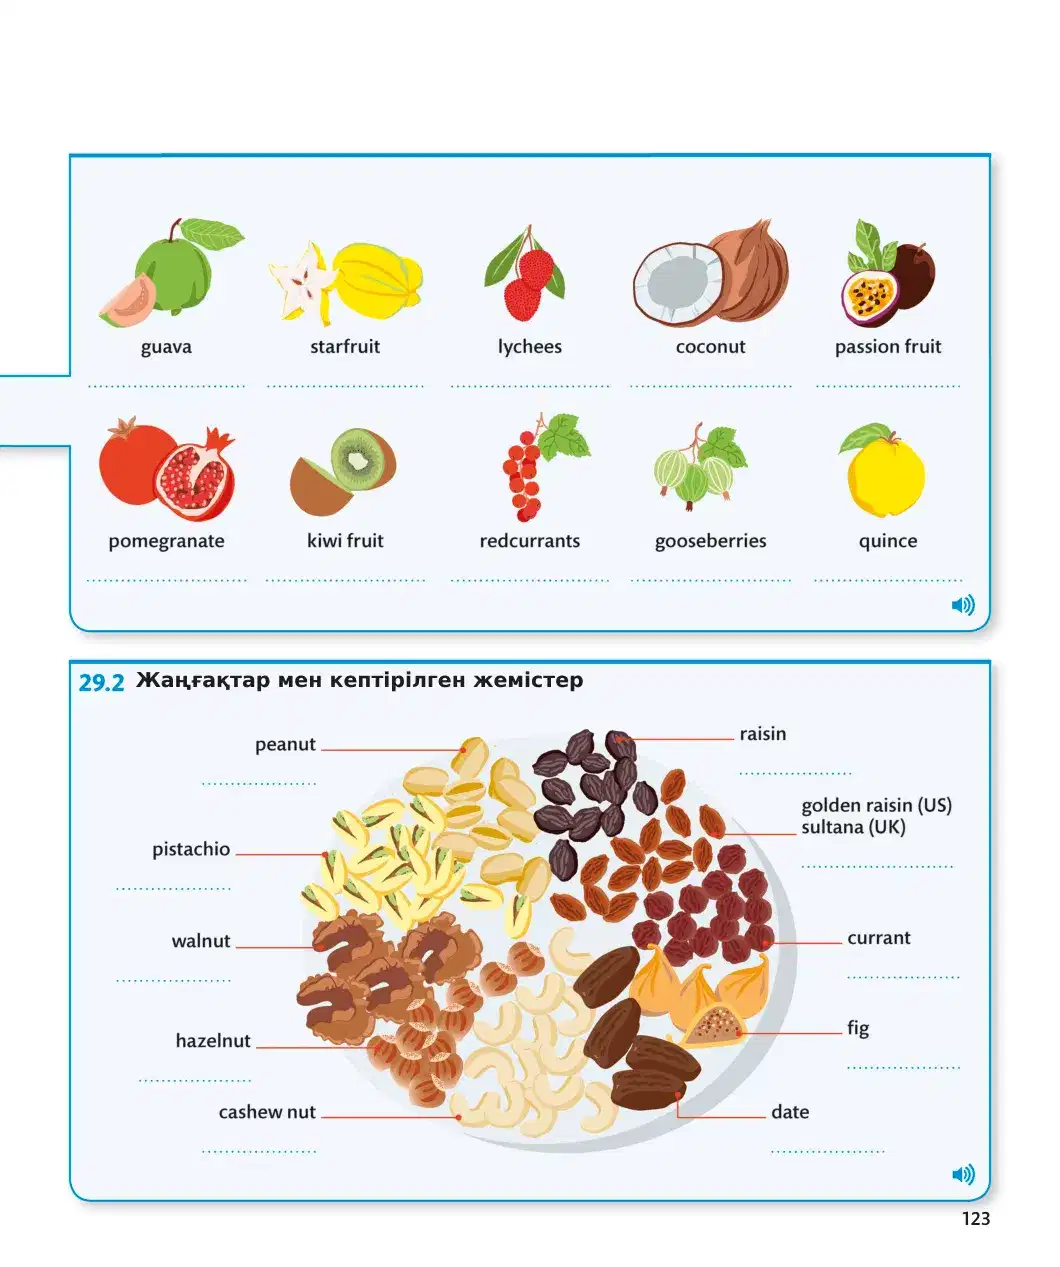 guava
starfruit
lychees
coconut
passion fruit
pomegranate
kiwi fruit
redcurrants
gooseberries
quince
29.2 Жаңғақтар мен кептірілген жемістер
peanut
raisin
golden raisin (US)
sultana (UK)
pistachio
walnut
currant
hazelnut
fig
cashew nut
date
123